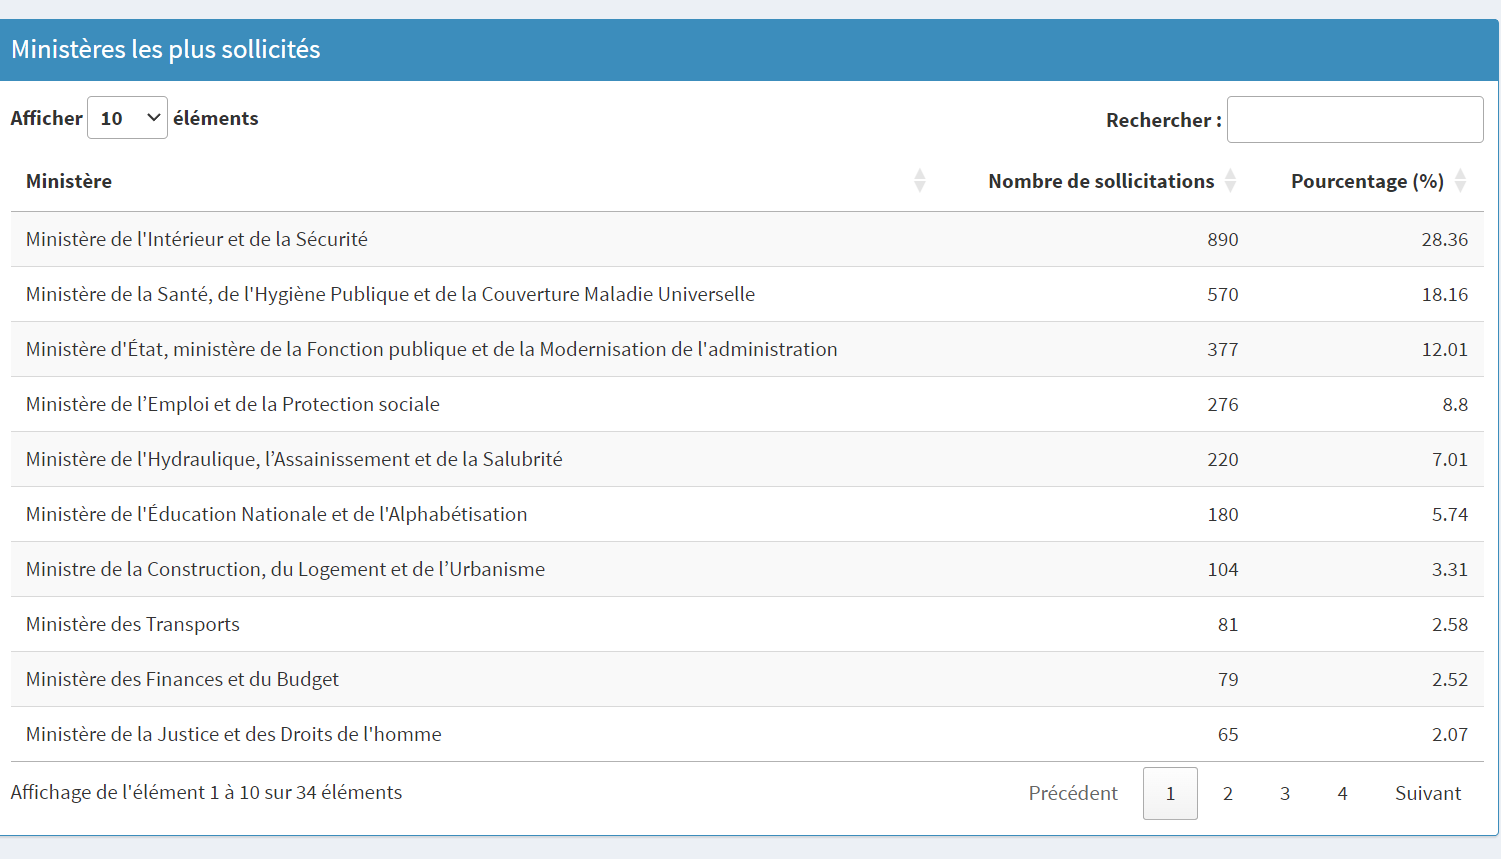 Ministères les plus sollicités
Afficher 10 éléments Rechercher :
Ministère Nombre de sollicitations Pourcentage (%)
Ministère de l'Intérieur et de la Sécurité 890 28.36
Ministère de la Santé, de l'Hygiène Publique et de la Couverture Maladie Universelle 570 18.16
Ministère d'État, ministère de la Fonction publique et de la Modernisation de l'administration 377 12.01
Ministère de l’Emploi et de la Protection sociale 276 8.8
Ministère de l'Hydraulique, l’Assainissement et de la Salubrité 220 7.01
Ministère de l'Éducation Nationale et de l'Alphabétisation 180 5.74
Ministre de la Construction, du Logement et de l’Urbanisme 104 3.31
Ministère des Transports 81 2.58
Ministère des Finances et du Budget 79 2.52
Ministère de la Justice et des Droits de l'homme 65 2.07
Affichage de l'élément 1 à 10 sur 34 éléments Précédent 1 2 3 4 Suivant